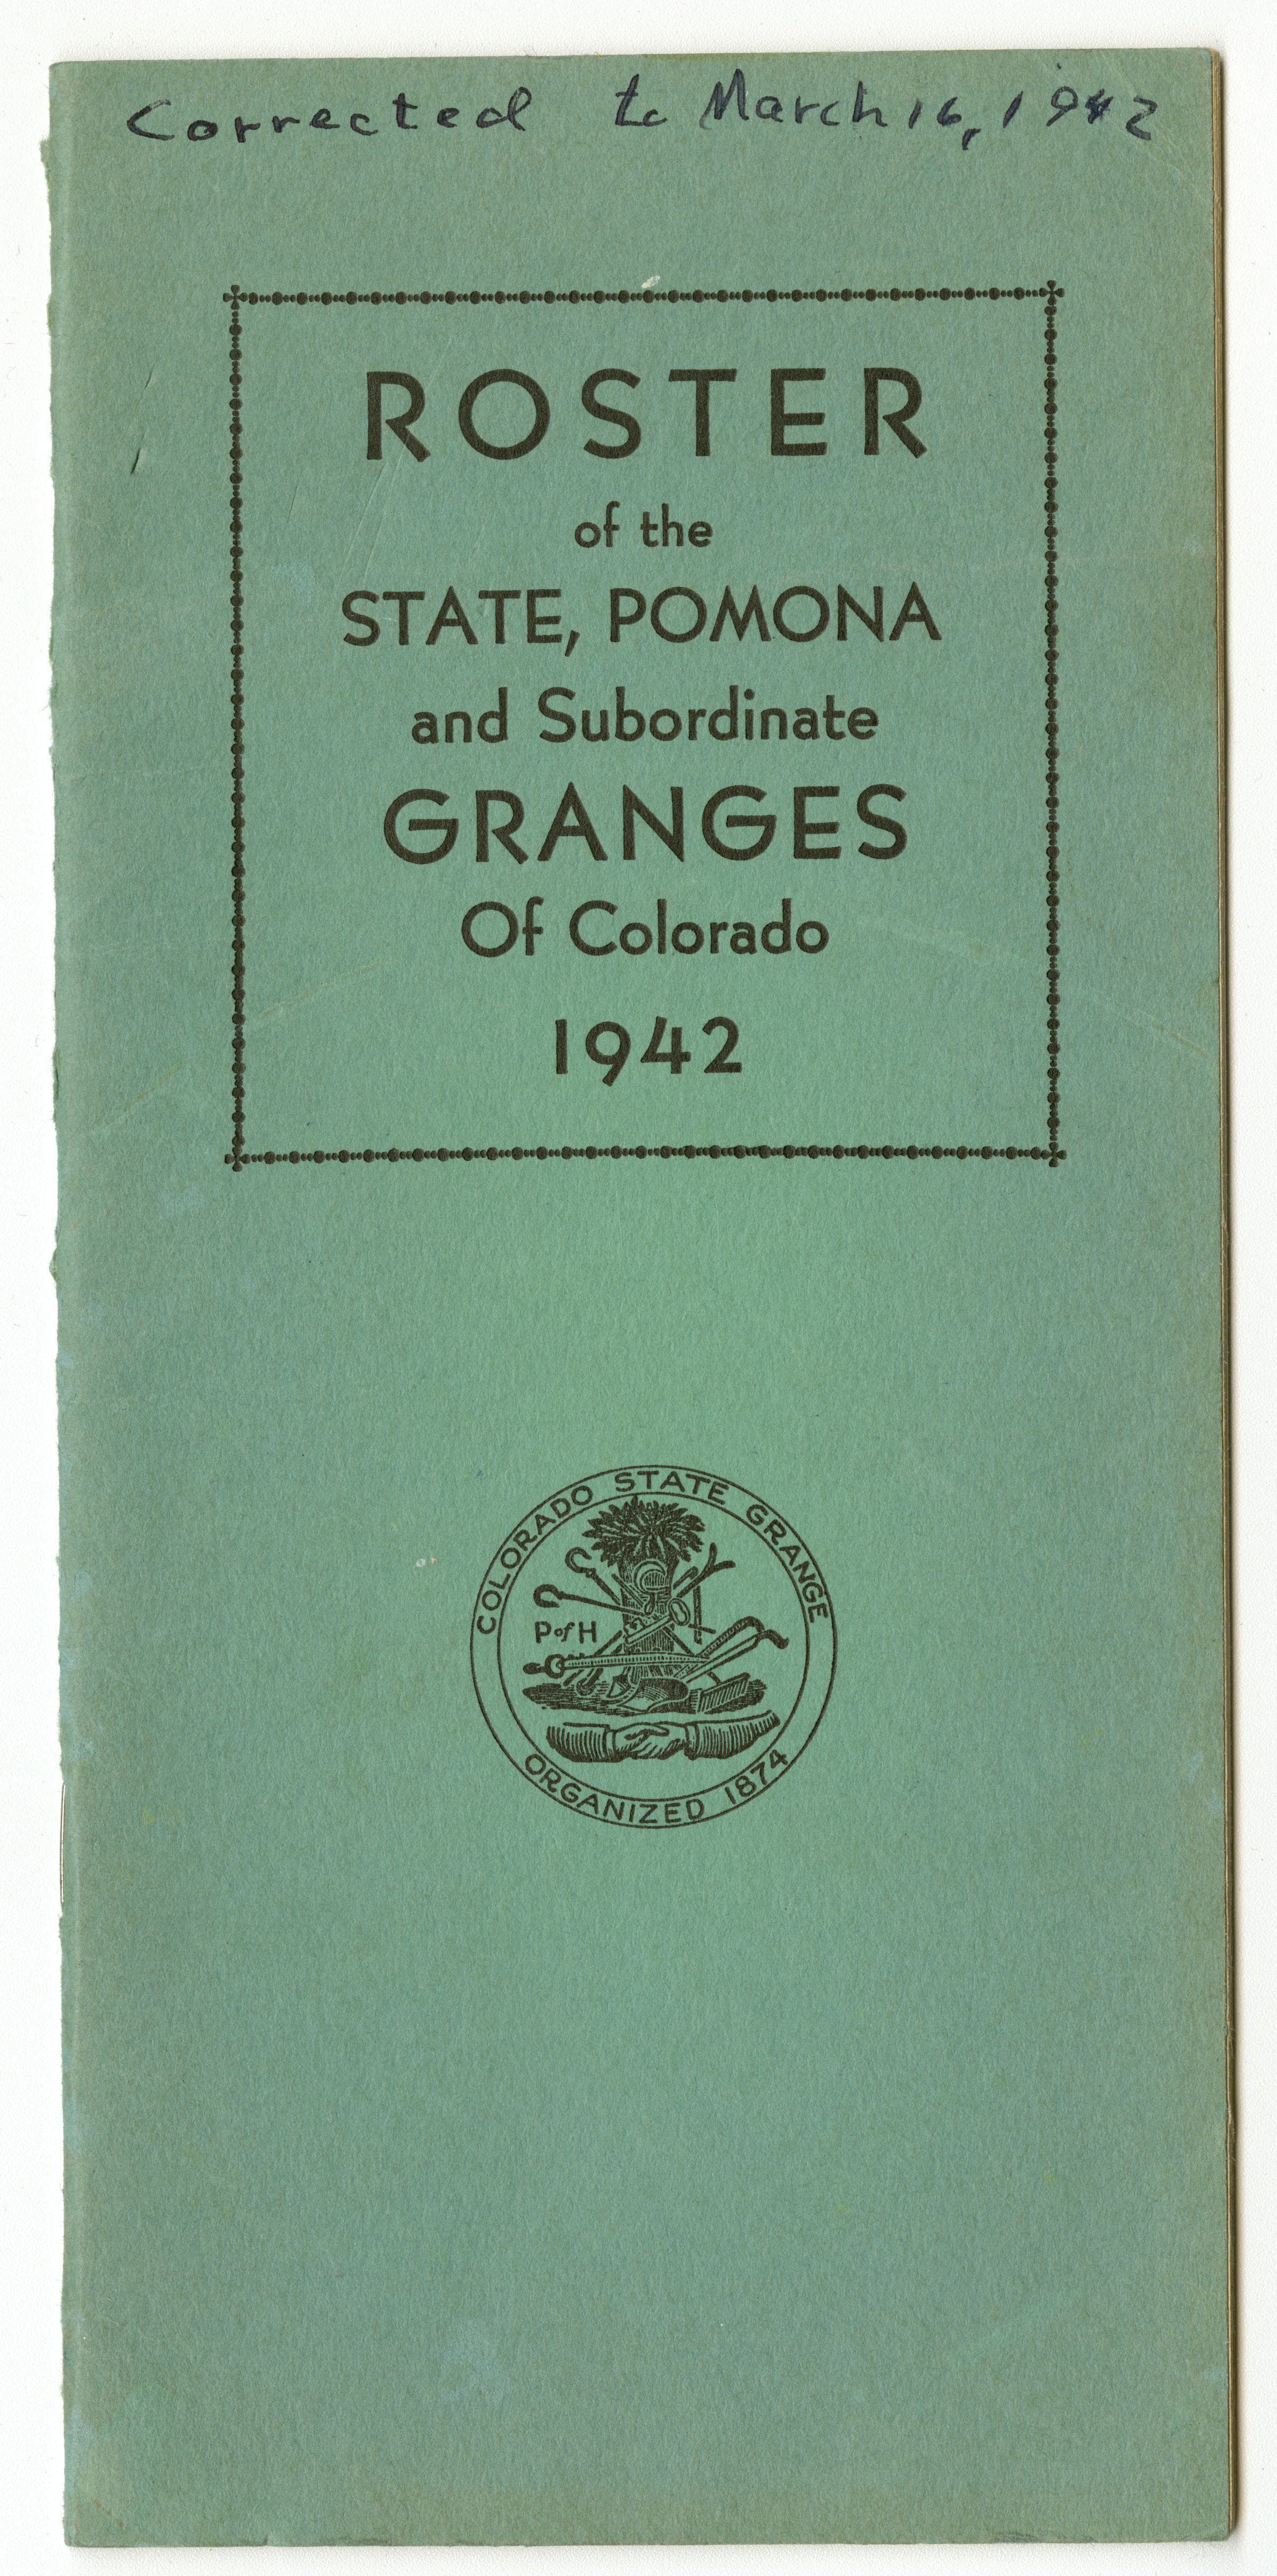 Corrected to March 16, 1942
ROSTER
of the
STATE, POMONA
and Subordinate
GRANGES
Of Colorado
1942
COLORADO STATE GRANGE
P of H
ORGANIZED 1874